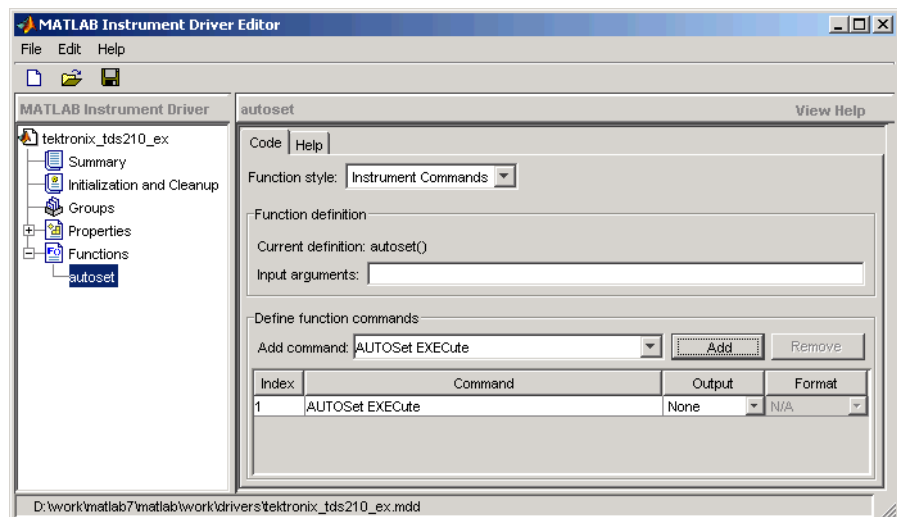 MATLAB Instrument Driver Editor
File Edit Help
MATLAB Instrument Driver
autoset View Help
tektronix_tds210_ex
Summary
Initialization and Cleanup
Groups
Properties
Functions
autoset
Code Help
Function style: Instrument Commands
Function definition
Current definition: autoset()
Input arguments:
Define function commands
Add command: AUTOSet EXECute Add Remove
Index Command Output Format
1 AUTOSet EXECute None N/A
D:\work\matlab7\matlab\work\drivers\tektronix_tds210_ex.mdd